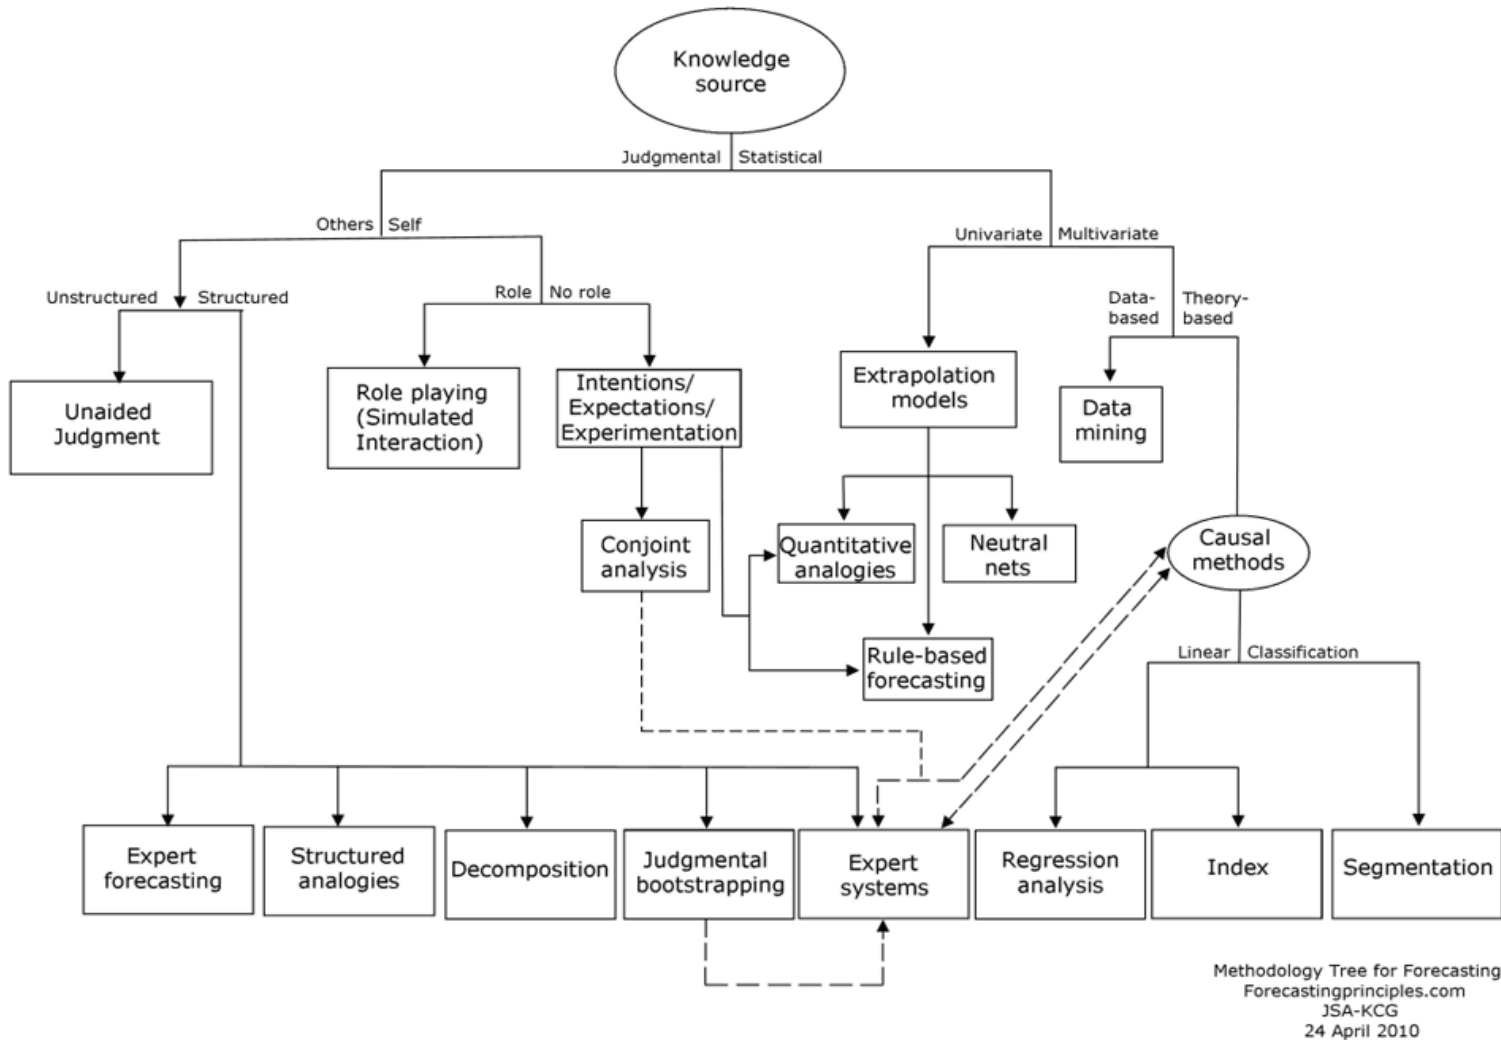 Knowledge
source
Judgmental Statistical
Others Self
Univariate Multivariate
Unstructured Structured
Role No role
Data-
based
Theory-
based
Unaided
Judgment
Role playing
(Simulated
Interaction)
Intentions/
Expectations/
Experimentation
Extrapolation
models
Data
mining
Conjoint
analysis
Quantitative
analogies
Neutral
nets
Causal
methods
Rule-based
forecasting
Linear Classification
Expert
forecasting
Structured
analogies
Decomposition
Judgmental
bootstrapping
Expert
systems
Regression
analysis
Index
Segmentation
Methodology Tree for Forecasting
Forecastingprinciples.com
JSA-KCG
24 April 2010